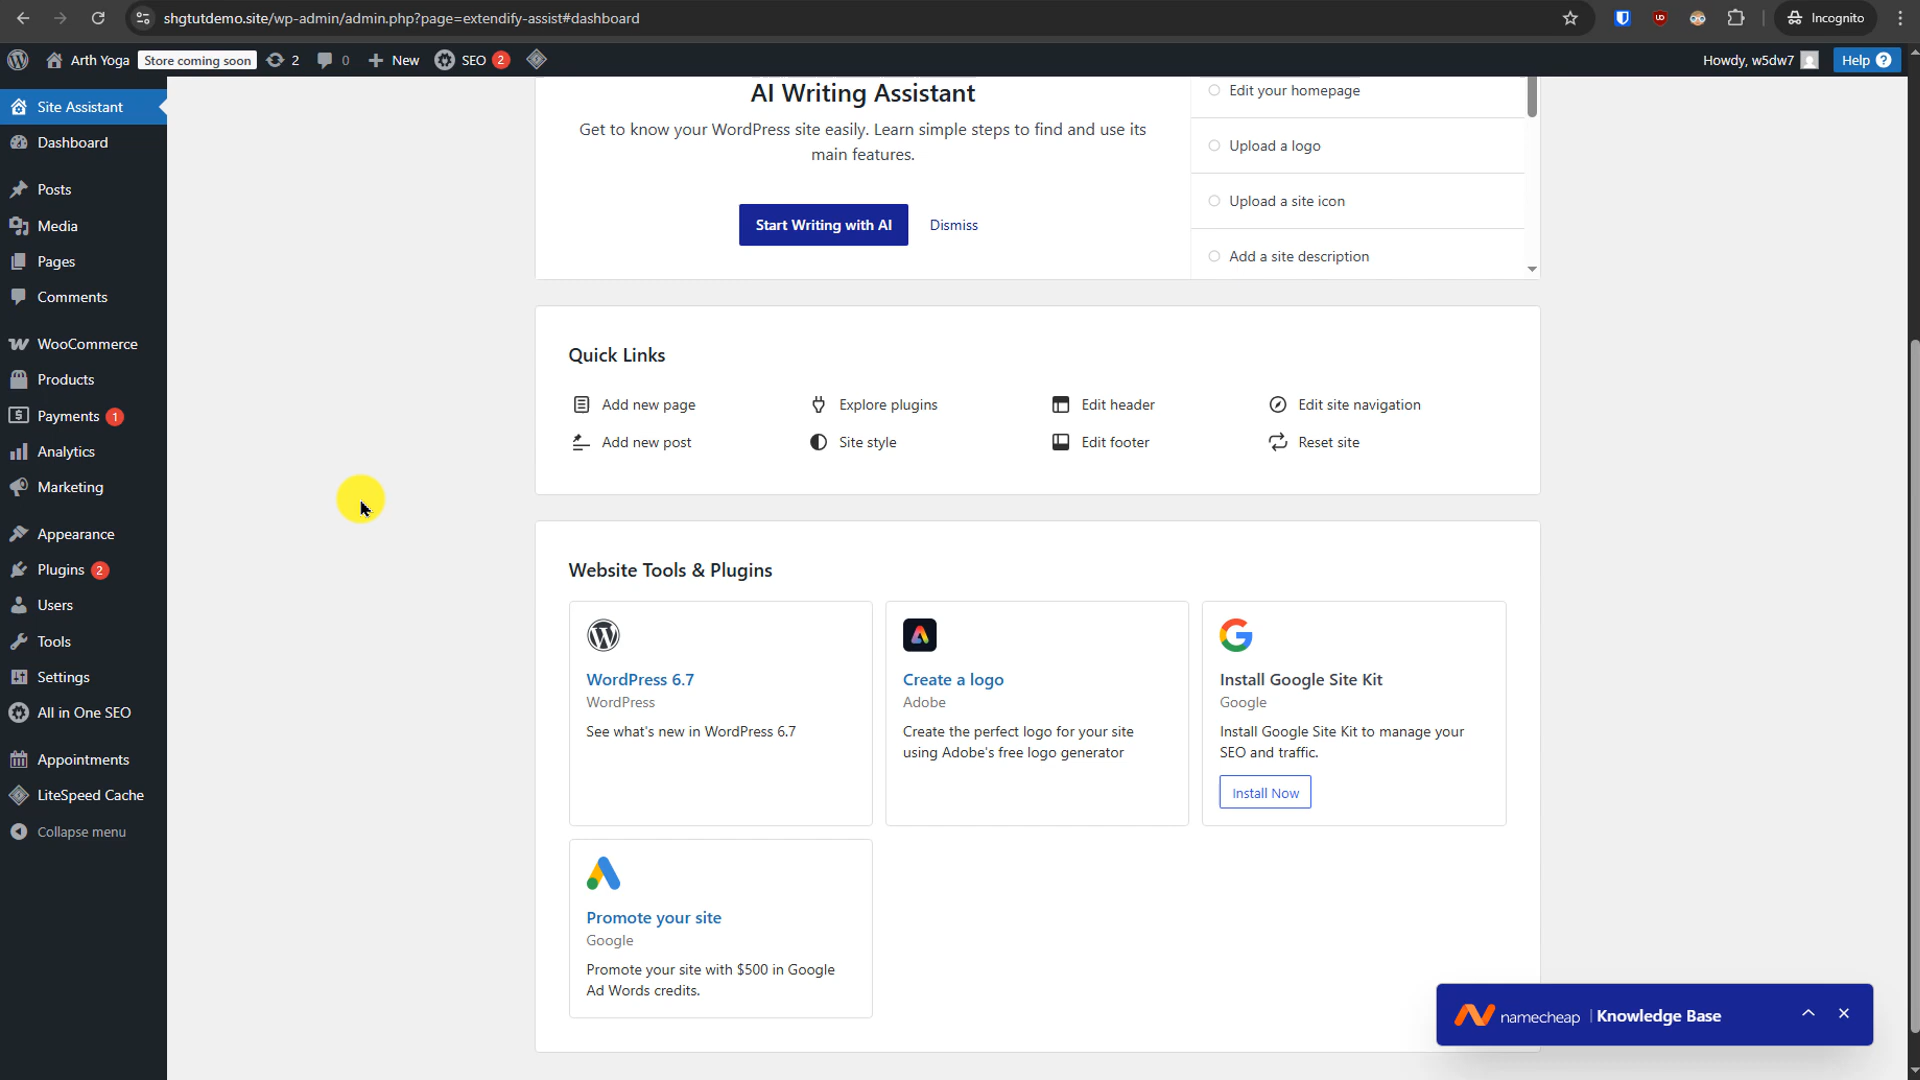 shgtutdemo.site/wp-admin/admin.php?page=extendify-assist#dashboard
Incognito
Arth Yoga
Store coming soon
2
0
New
SEO 2
Howdy, w5dw7
Help ?
Site Assistant
Dashboard
Posts
Media
Pages
Comments
WooCommerce
Products
Payments 1
Analytics
Marketing
Appearance
Plugins 2
Users
Tools
Settings
All in One SEO
Appointments
LiteSpeed Cache
Collapse menu
AI Writing Assistant
Get to know your WordPress site easily. Learn simple steps to find and use its
main features.
Start Writing with AI
Dismiss
Edit your homepage
Upload a logo
Upload a site icon
Add a site description
Quick Links
Add new page
Explore plugins
Edit header
Edit site navigation
Add new post
Site style
Edit footer
Reset site
Website Tools & Plugins
WordPress 6.7
WordPress
See what's new in WordPress 6.7
Create a logo
Adobe
Create the perfect logo for your site
using Adobe's free logo generator
Install Google Site Kit
Google
Install Google Site Kit to manage your
SEO and traffic.
Install Now
Promote your site
Google
Promote your site with $500 in Google
Ad Words credits.
namecheap | Knowledge Base